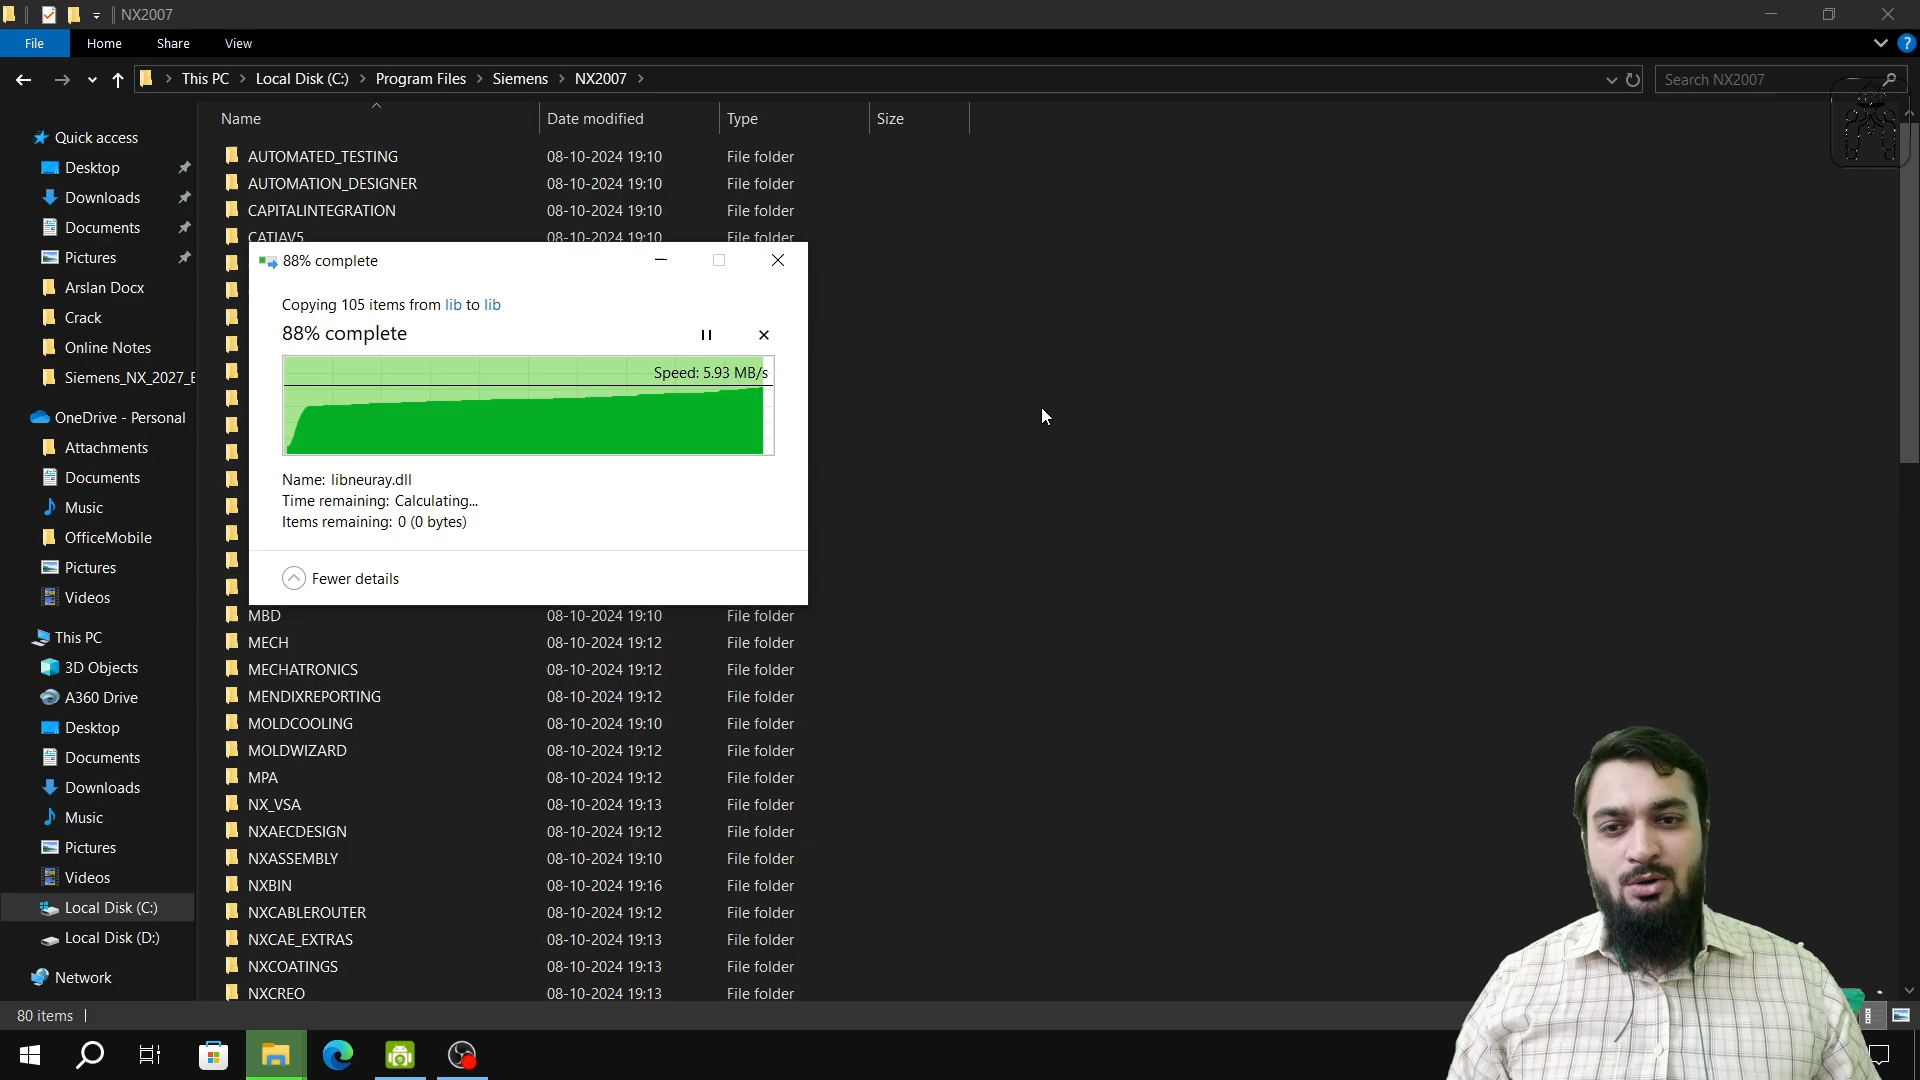 NX2007
File
Home
Share
View
This PC
Local Disk (C:)
Program Files
Siemens
NX2007
Search NX2007
Name
Date modified
Type
Size
Quick access
Desktop
Downloads
Documents
Pictures
Arslan Docx
Crack
Online Notes
Siemens_NX_2027_E
OneDrive - Personal
Attachments
Documents
Music
OfficeMobile
Pictures
Videos
This PC
3D Objects
A360 Drive
Desktop
Documents
Downloads
Music
Pictures
Videos
Local Disk (C:)
Local Disk (D:)
Network
AUTOMATED_TESTING 08-10-2024 19:10 File folder
AUTOMATION_DESIGNER 08-10-2024 19:10 File folder
CAPITALINTEGRATION 08-10-2024 19:10 File folder
CATIAV5 08-10-2024 19:10 File folder
88% complete
Copying 105 items from lib to lib
88% complete
Speed: 5.93 MB/s
Name: libneuray.dll
Time remaining: Calculating...
Items remaining: 0 (0 bytes)
Fewer details
MBD 08-10-2024 19:10 File folder
MECH 08-10-2024 19:12 File folder
MECHATRONICS 08-10-2024 19:12 File folder
MENDIXREPORTING 08-10-2024 19:12 File folder
MOLDCOOLING 08-10-2024 19:10 File folder
MOLDWIZARD 08-10-2024 19:12 File folder
MPA 08-10-2024 19:12 File folder
NX_VSA 08-10-2024 19:13 File folder
NXAECDESIGN 08-10-2024 19:12 File folder
NXASSEMBLY 08-10-2024 19:10 File folder
NXBIN 08-10-2024 19:16 File folder
NXCABLEROUTER 08-10-2024 19:12 File folder
NXCAE_EXTRAS 08-10-2024 19:13 File folder
NXCOATINGS 08-10-2024 19:13 File folder
NXCREO 08-10-2024 19:13 File folder
80 items